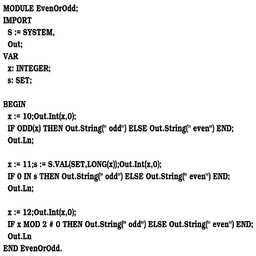 MODULE EvenOrOdd;
IMPORT
S := SYSTEM,
Out;
VAR
x: INTEGER;
s: SET;
BEGIN
x := 10;Out.Int(x,0);
IF ODD(x) THEN Out.String(" odd") ELSE Out.String(" even") END;
Out.Ln;
x := 11;s := S.VAL(SET,LONG(x));Out.Int(x,0);
IF 0 IN s THEN Out.String(" odd") ELSE Out.String(" even") END;
Out.Ln;
x := 12;Out.Int(x,0);
IF x MOD 2 # 0 THEN Out.String(" odd") ELSE Out.String(" even") END;
Out.Ln
END EvenOrOdd.